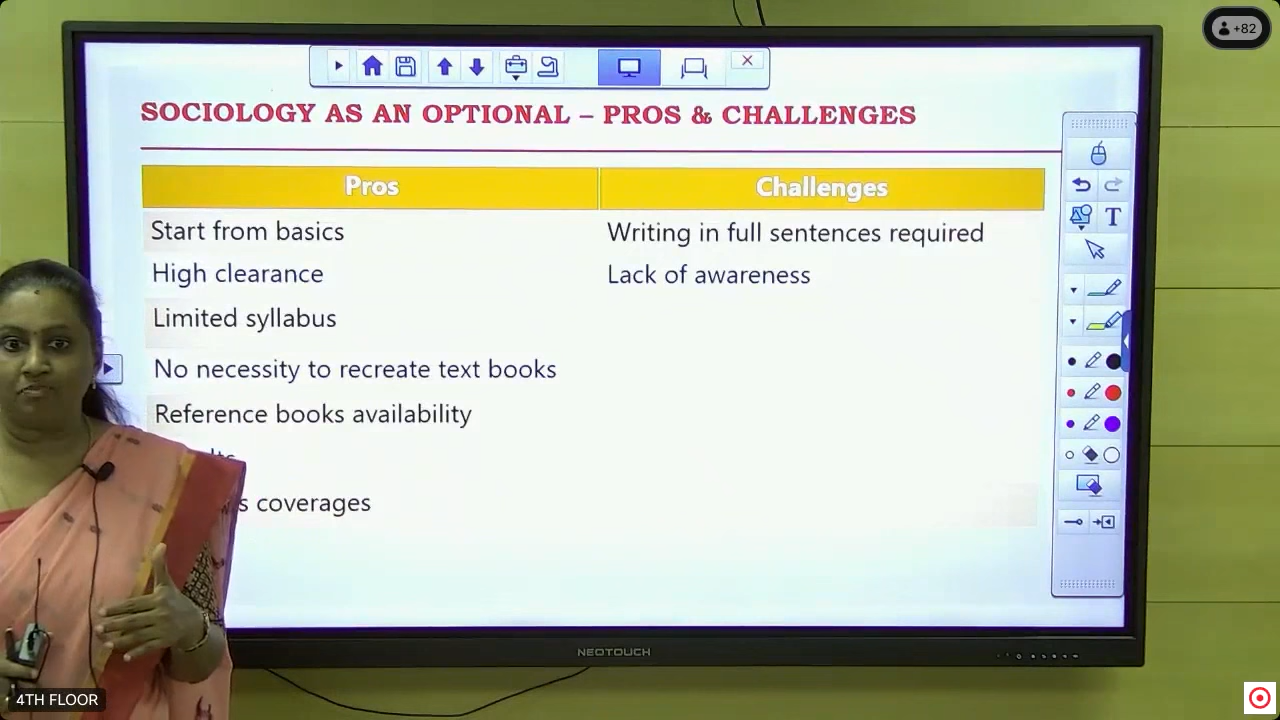 +82
SOCIOLOGY AS AN OPTIONAL – PROS & CHALLENGES
Pros
Challenges
Start from basics
Writing in full sentences required
High clearance
Lack of awareness
Limited syllabus
No necessity to recreate text books
Reference books availability
coverages
T
NEOTOUCH
4TH FLOOR